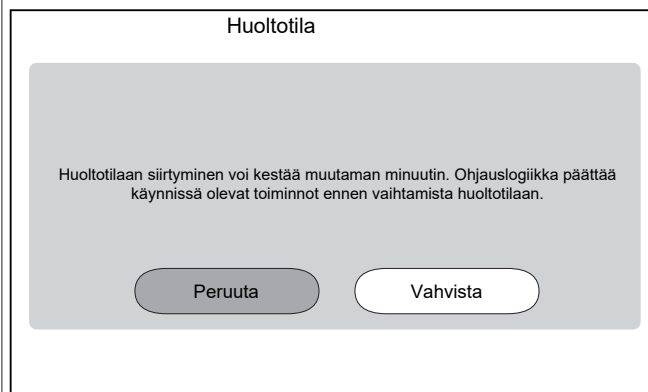 Huoltotila
Huoltotilaan siirtyminen voi kestää muutaman minuutin. Ohjauslogiikka päättää
käynnissä olevat toiminnot ennen vaihtamista huoltotilaan.
Peruuta
Vahvista